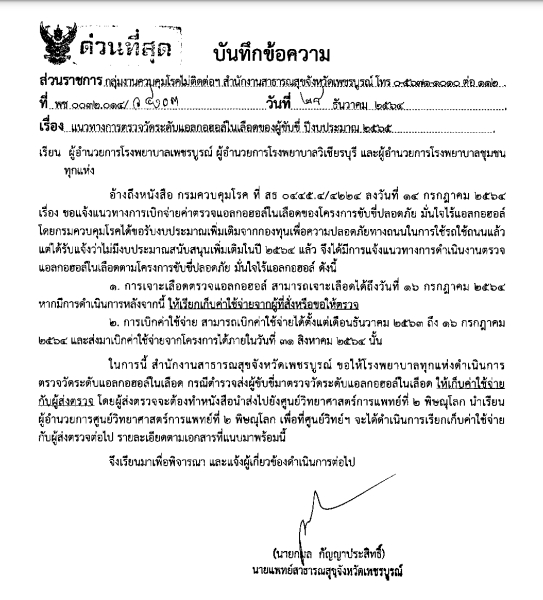 ด่วนที่สุด
บันทึกข้อความ
ส่วนราชการ กลุ่มงานควบคุมโรคไม่ติดต่อฯ สำนักงานสาธารณสุขจังหวัดเพชรบูรณ์ โทร ๐-๕๖๗๑-๑๐๑๐ ต่อ ๑๑๒
ที่ พช ๐๐๓๒.๐๑๔/ วันที่ ๒๙ ธันวาคม ๒๕๖๔
เรื่อง แนวทางการตรวจวัดระดับแอลกอฮอล์ในเลือดของผู้ขับขี่ ปีงบประมาณ ๒๕๖๕
เรียน ผู้อำนวยการโรงพยาบาลเพชรบูรณ์ ผู้อำนวยการโรงพยาบาลวิเชียรบุรี และผู้อำนวยการโรงพยาบาลชุมชน
ทุกแห่ง
อ้างถึงหนังสือ กรมควบคุมโรค ที่ สธ ๐๔๔๕.๔/๔๒๒๔ ลงวันที่ ๑๔ กรกฎาคม ๒๕๖๔
เรื่อง ขอแจ้งแนวทางการเบิกจ่ายค่าตรวจแอลกอฮอล์ในเลือดของโครงการขับขี่ปลอดภัย มั่นใจไร้แอลกอฮอล์
โดยกรมควบคุมโรคได้ขอรับงบประมาณเพิ่มเติมจากกองทุนเพื่อความปลอดภัยทางถนนในการใช้รถใช้ถนนแล้ว
แต่ได้รับแจ้งว่าไม่มีงบประมาณสนับสนุนเพิ่มเติมในปี ๒๕๖๔ แล้ว จึงได้มีการแจ้งแนวทางการดำเนินงานตรวจ
แอลกอฮอล์ในเลือดตามโครงการขับขี่ปลอดภัย มั่นใจไร้แอลกอฮอล์ ดังนี้
๑. การเจาะเลือดตรวจแอลกอฮอล์ สามารถเจาะเลือดได้ถึงวันที่ ๑๖ กรกฎาคม ๒๕๖๔
หากมีการดำเนินการหลังจากนี้ ให้เรียกเก็บค่าใช้จ่ายจากผู้ที่สั่งหรือขอให้ตรวจ
๒. การเบิกค่าใช้จ่าย สามารถเบิกค่าใช้จ่ายได้ตั้งแต่เดือนธันวาคม ๒๕๖๓ ถึง ๑๖ กรกฎาคม
๒๕๖๔ และส่งมาเบิกค่าใช้จ่ายจากโครงการได้ภายในวันที่ ๓๑ สิงหาคม ๒๕๖๔ นั้น
ในการนี้ สำนักงานสาธารณสุขจังหวัดเพชรบูรณ์ ขอให้โรงพยาบาลทุกแห่งดำเนินการ
ตรวจวัดระดับแอลกอฮอล์ในเลือด กรณีตำรวจส่งผู้ขับขี่มาตรวจวัดระดับแอลกอฮอล์ในเลือด ให้เก็บค่าใช้จ่าย
กับผู้ส่งตรวจ โดยผู้ส่งตรวจจะต้องทำหนังสือนำส่งไปยังศูนย์วิทยาศาสตร์การแพทย์ที่ ๒ พิษณุโลก นำเรียน
ผู้อำนวยการศูนย์วิทยาศาสตร์การแพทย์ที่ ๒ พิษณุโลก เพื่อที่ศูนย์วิทย์ฯ จะได้ดำเนินการเรียกเก็บค่าใช้จ่าย
กับผู้ส่งตรวจต่อไป รายละเอียดตามเอกสารที่แนบมาพร้อมนี้
จึงเรียนมาเพื่อพิจารณา และแจ้งผู้เกี่ยวข้องดำเนินการต่อไป
(นายกมล กัญญาประสิทธิ์)
นายแพทย์สาธารณสุขจังหวัดเพชรบูรณ์